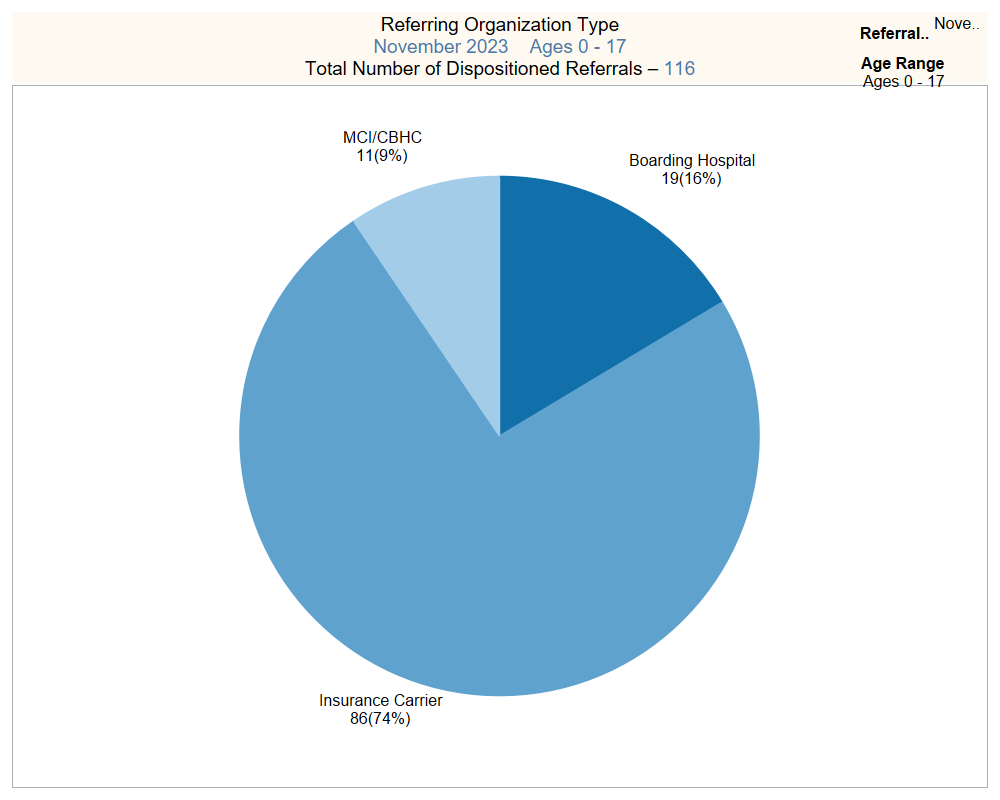 Referring Organization Type
November 2023 Ages 0 - 17
Total Number of Dispositioned Referrals – 116
Referral.. Nove..
Age Range
Ages 0 - 17
MCI/CBHC
11(9%)
Boarding Hospital
19(16%)
Insurance Carrier
86(74%)